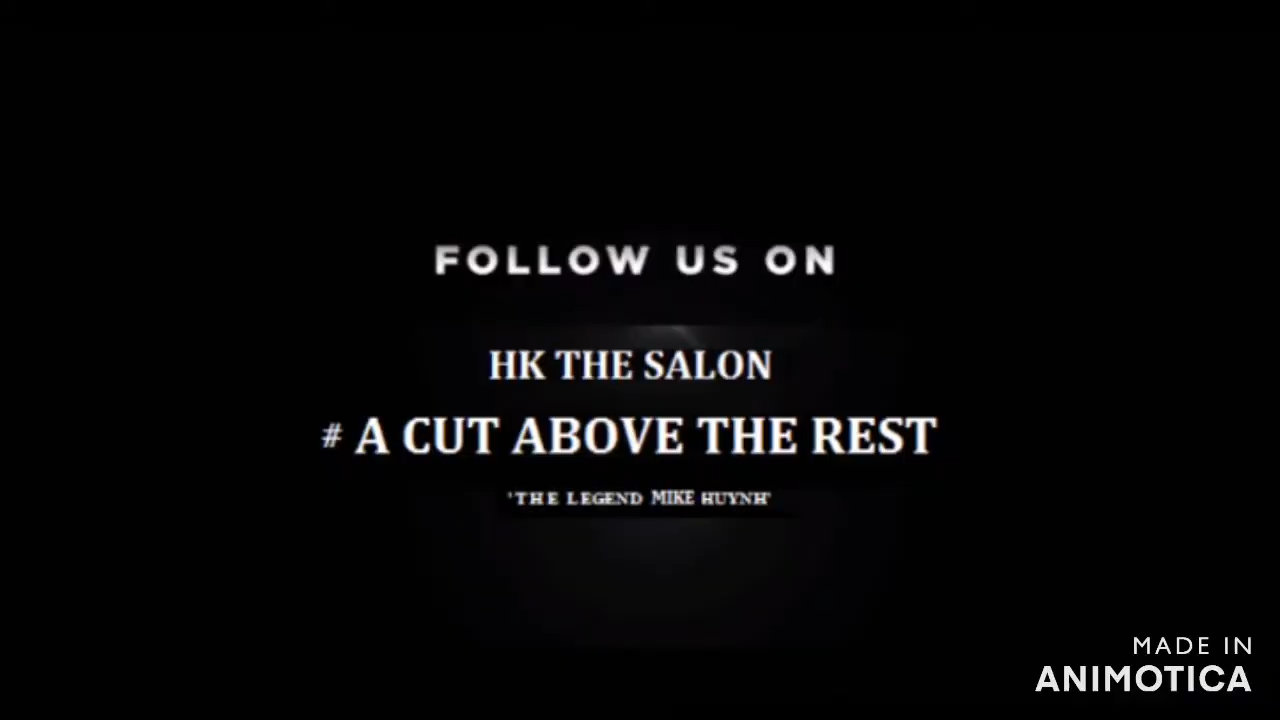 FOLLOW US ON
HK THE SALON
# A CUT ABOVE THE REST
'THE LEGEND MIKE HUYNH'
MADE IN
ANIMOTICA